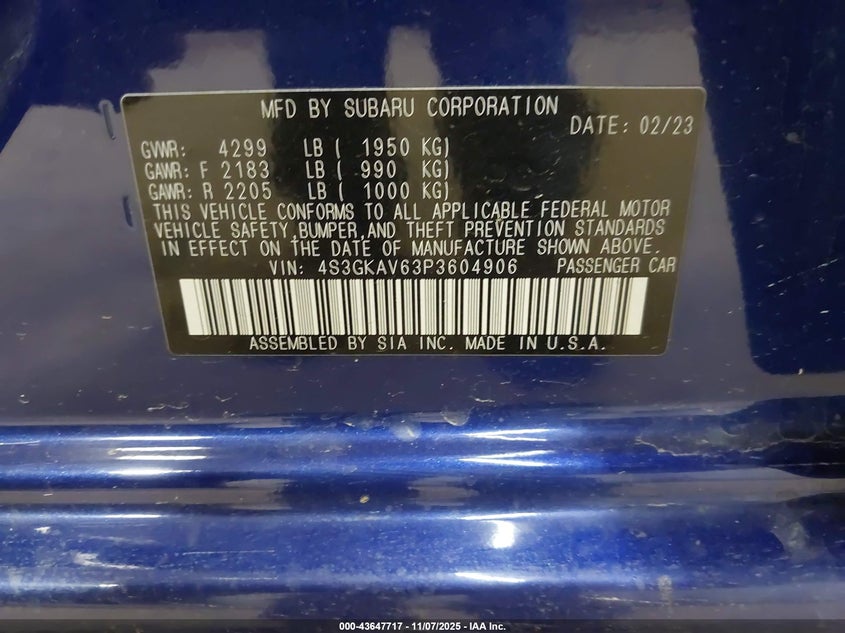 MFD BY SUBARU CORPORATION
DATE: 02/23
GVWR: 4299 LB ( 1950 KG)
GAWR: F 2183 LB ( 990 KG)
GAWR: R 2205 LB ( 1000 KG)
THIS VEHICLE CONFORMS TO ALL APPLICABLE FEDERAL MOTOR
VEHICLE SAFETY,BUMPER,AND THEFT PREVENTION STANDARDS
IN EFFECT ON THE DATE OF MANUFACTURE SHOWN ABOVE.
VIN: 4S3GKAV63P3604906 PASSENGER CAR
ASSEMBLED BY SIA INC. MADE IN U.S.A.
000-43647717 - 11/07/2025 - IAA Inc.